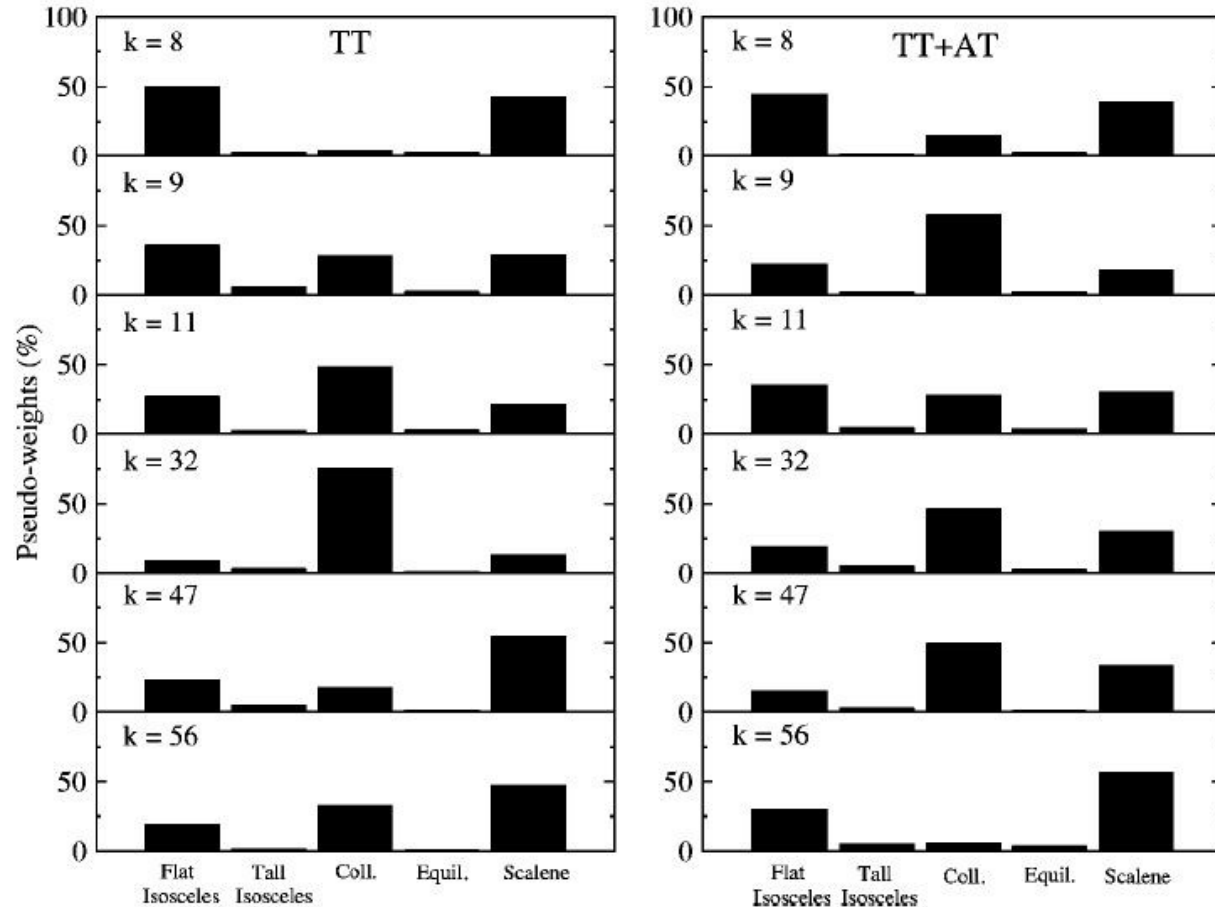 Pseudo-weights (%)
100
50
0
50
0
50
0
50
0
50
0
50
0
k = 8
TT
k = 9
k = 11
k = 32
k = 47
k = 56
Flat
Isosceles
Tall
Isosceles
Coll.
Equil.
Scalene
100
50
0
50
0
50
0
50
0
50
0
50
0
k = 8
TT+AT
k = 9
k = 11
k = 32
k = 47
k = 56
Flat
Isosceles
Tall
Isosceles
Coll.
Equil.
Scalene